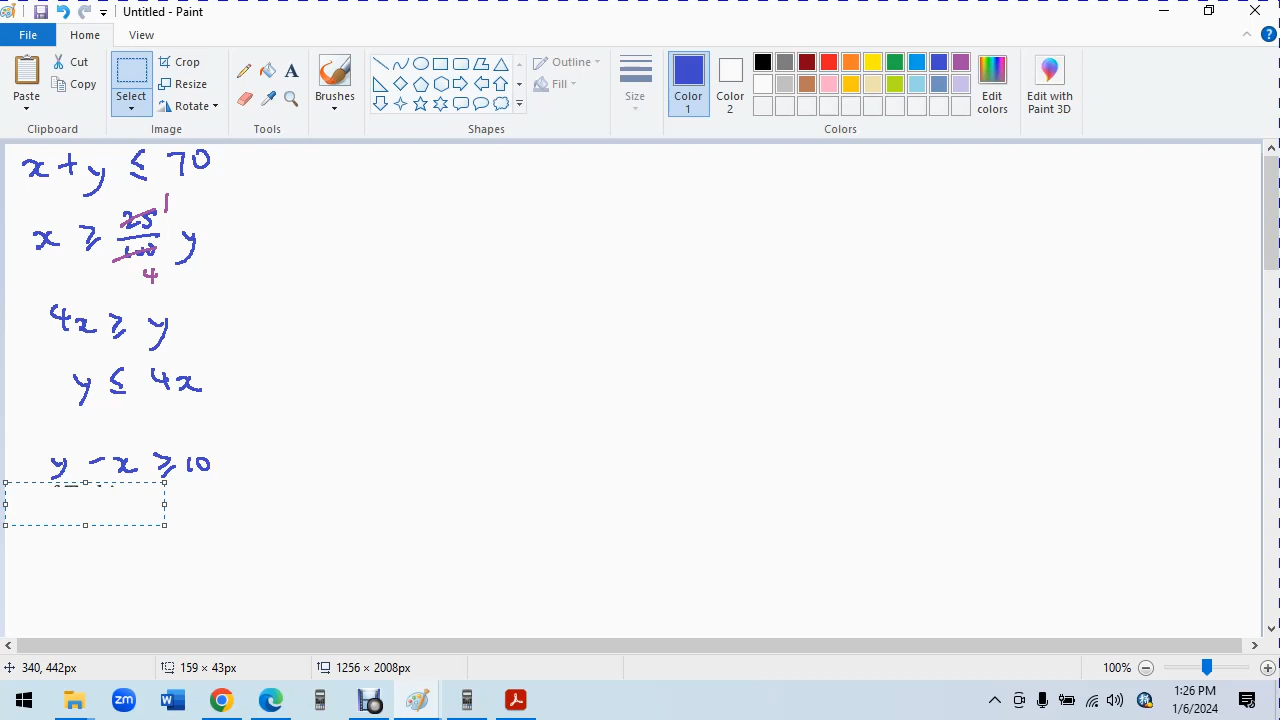 Untitled - Paint
File Home View
Paste
Cut
Copy
Clipboard
Select
Crop
Resize
Rotate
Image
A
Tools
Brushes
Outline
Fill
Shapes
Size
Color 1
Color 2
Edit colors
Edit with Paint 3D
Colors
x + y ≤ 70
x ≥ 25/100 y
1
4
4x ≥ y
y ≤ 4x
y - x ≥ 10
340, 442px
159 × 43px
1256 × 2008px
100%
zm
W
1:26 PM
1/6/2024